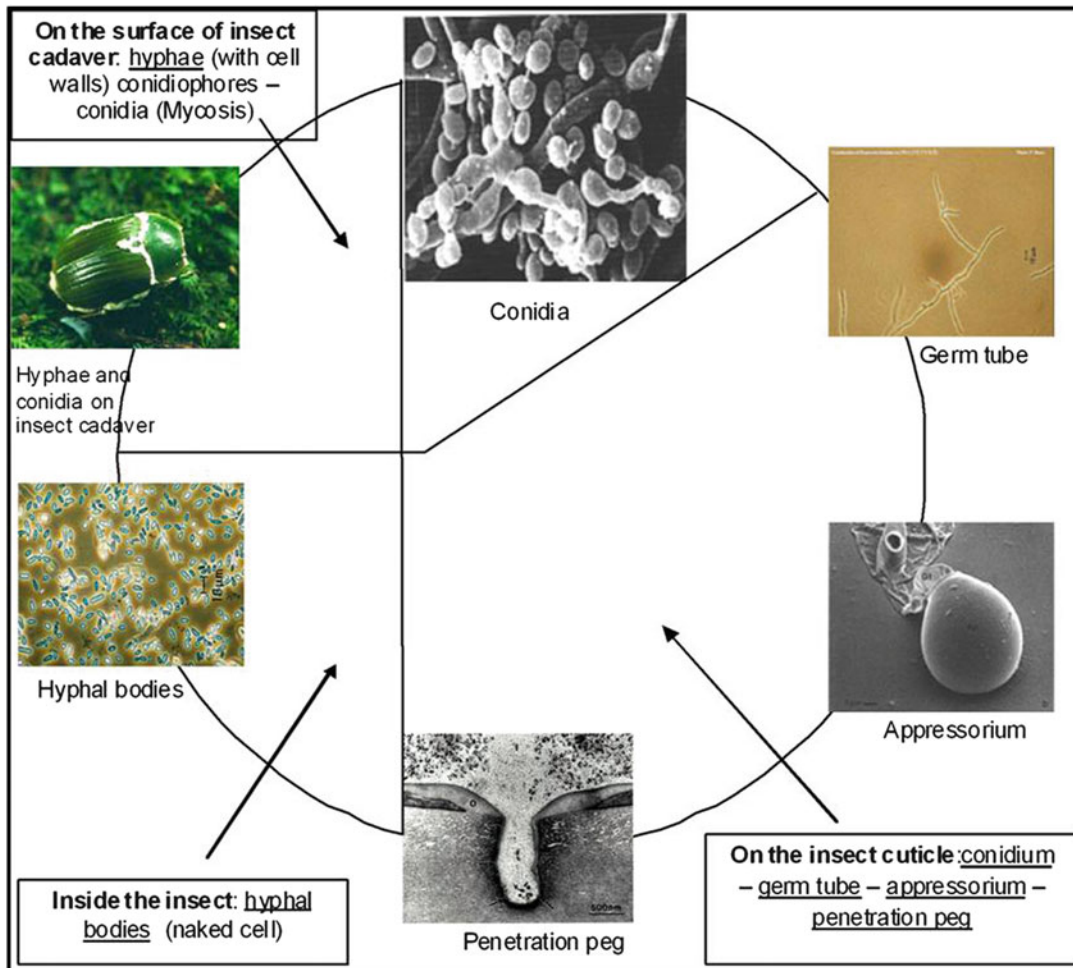 On the surface of insect
cadaver: hyphae (with cell
walls) conidiophores –
conidia (Mycosis)
Conidia
Germ tube
Hyphae and
conidia on
insect cadaver
Hyphal bodies
Appressorium
Penetration peg
500nm
Inside the insect: hyphal
bodies (naked cell)
On the insect cuticle:conidium
– germ tube – appressorium –
penetration peg